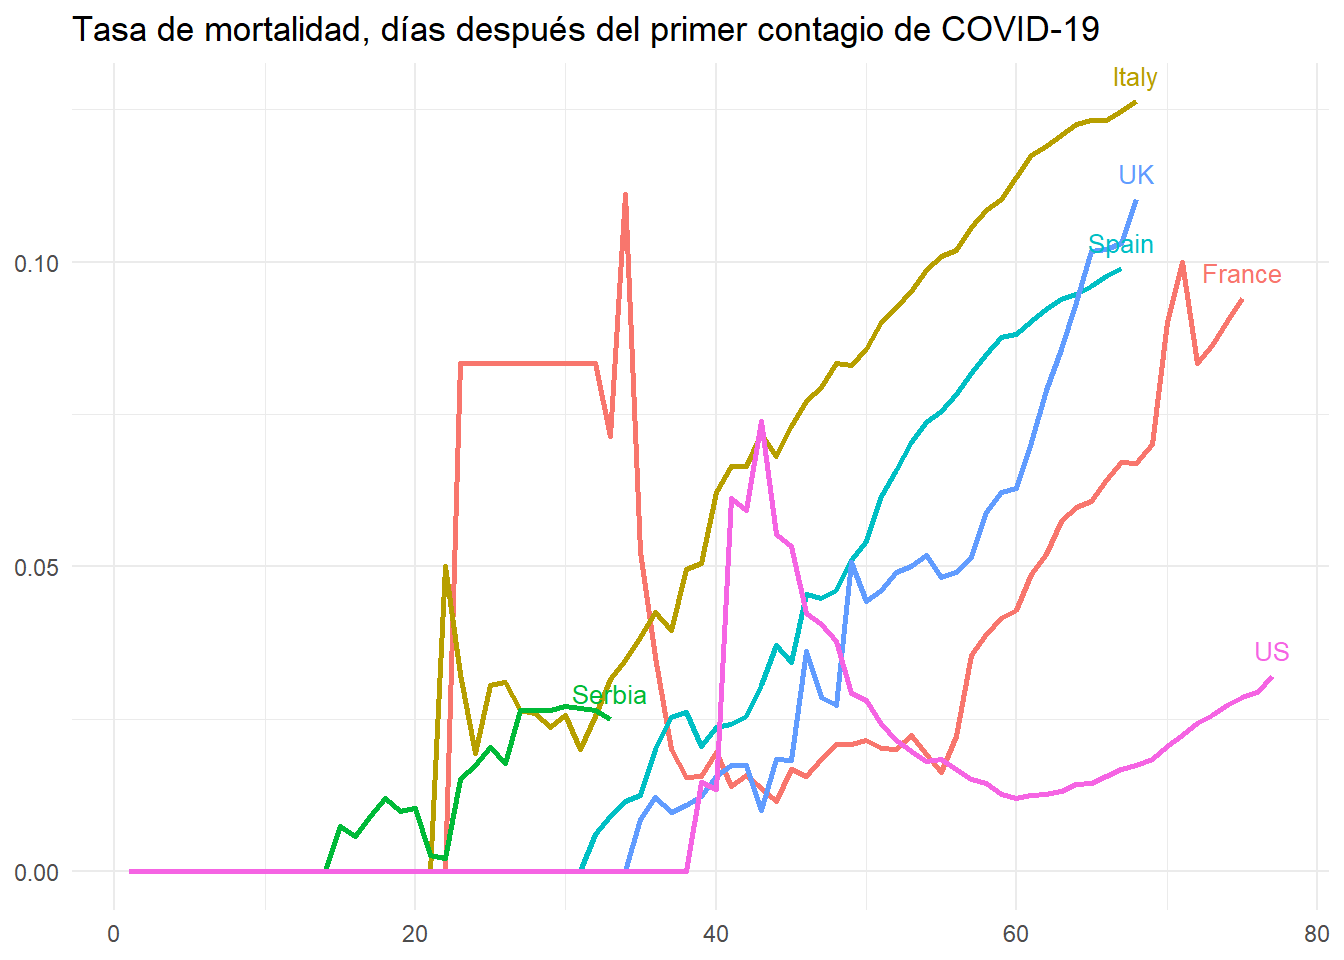 Tasa de mortalidad, días después del primer contagio de COVID-19
Italy
UK
Spain
France
US
Serbia
0.10
0.05
0.00
0
20
40
60
80